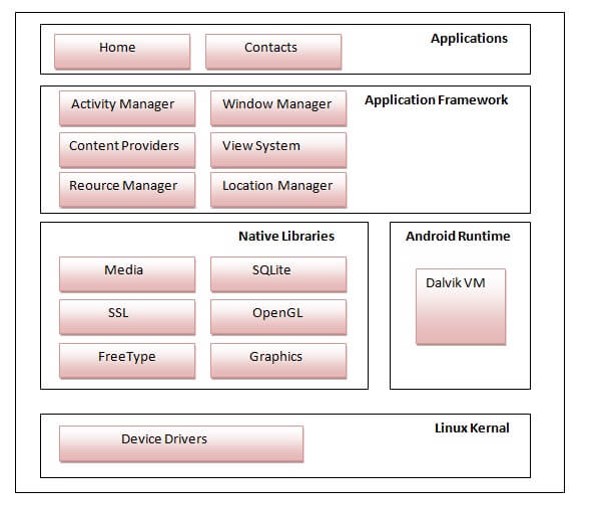 Applications
Home Contacts
Application Framework
Activity Manager Window Manager
Content Providers View System
Reource Manager Location Manager
Native Libraries
Media SQLite
SSL OpenGL
FreeType Graphics
Android Runtime
Dalvik VM
Linux Kernal
Device Drivers